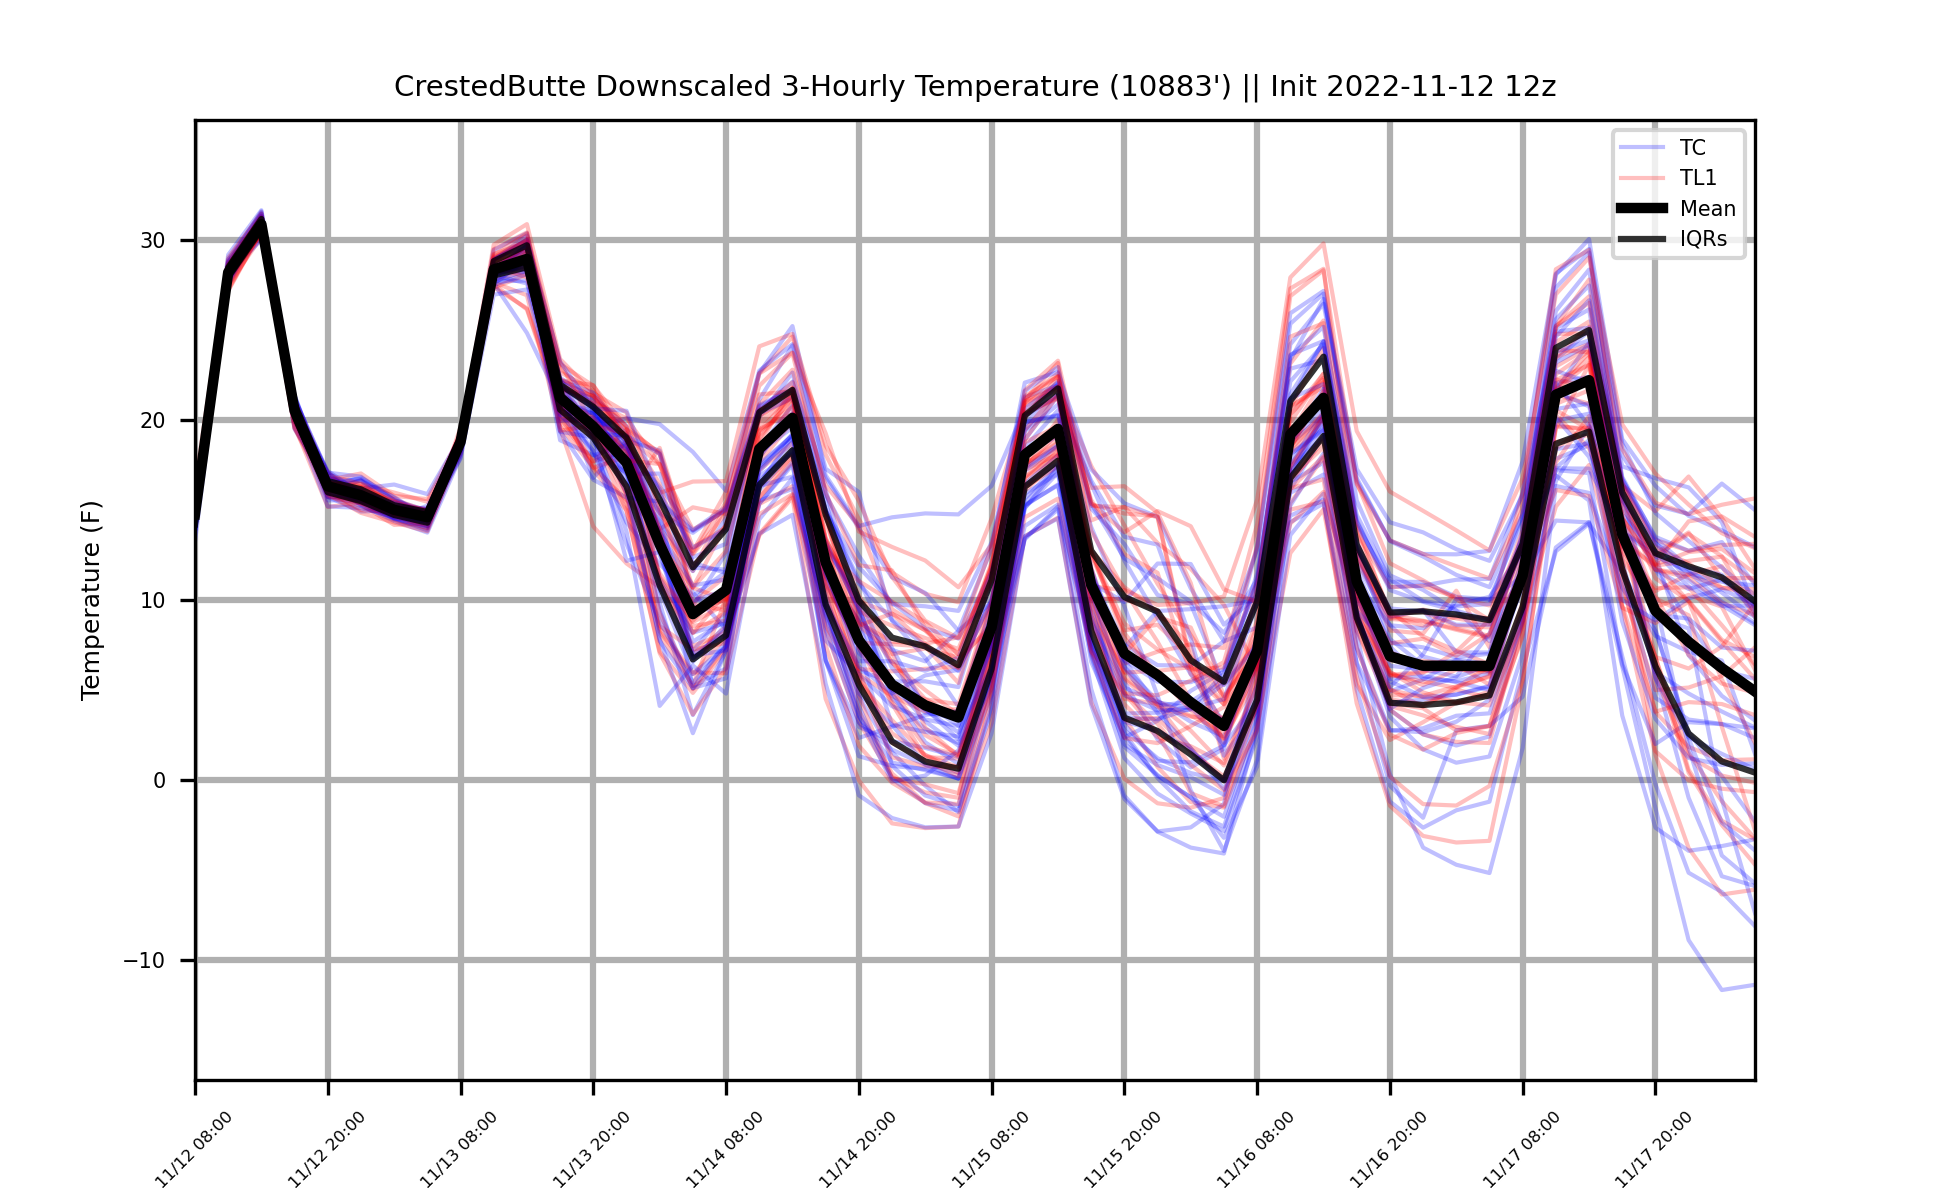 CrestedButte Downscaled 3-Hourly Temperature (10883') || Init 2022-11-12 12z
TC
TL1
Mean
IQRs
Temperature (F)
30
20
10
0
−10
11/12 08:00
11/12 20:00
11/13 08:00
11/13 20:00
11/14 08:00
11/14 20:00
11/15 08:00
11/15 20:00
11/16 08:00
11/16 20:00
11/17 08:00
11/17 20:00